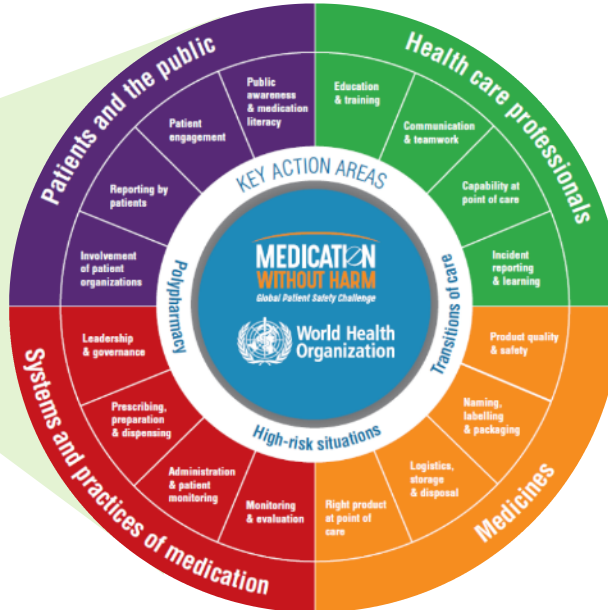 Patients and the public
Public
awareness
& medication
literacy
Patient
engagement
Reporting by
patients
Involvement
of patient
organizations
Health care professionals
Education
& training
Communication
& teamwork
Capability at
point of care
Incident
reporting
& learning
KEY ACTION AREAS
Polypharmacy
Transitions of care
High-risk situations
MEDICATION
WITHOUT HARM
Global Patient Safety Challenge
World Health
Organization
Systems and practices of medication
Leadership
& governance
Prescribing,
preparation
& dispensing
Administration
& patient
monitoring
Monitoring
& evaluation
Medicines
Product quality
& safety
Naming,
labelling
& packaging
Logistics,
storage
& disposal
Right product
at point of
care